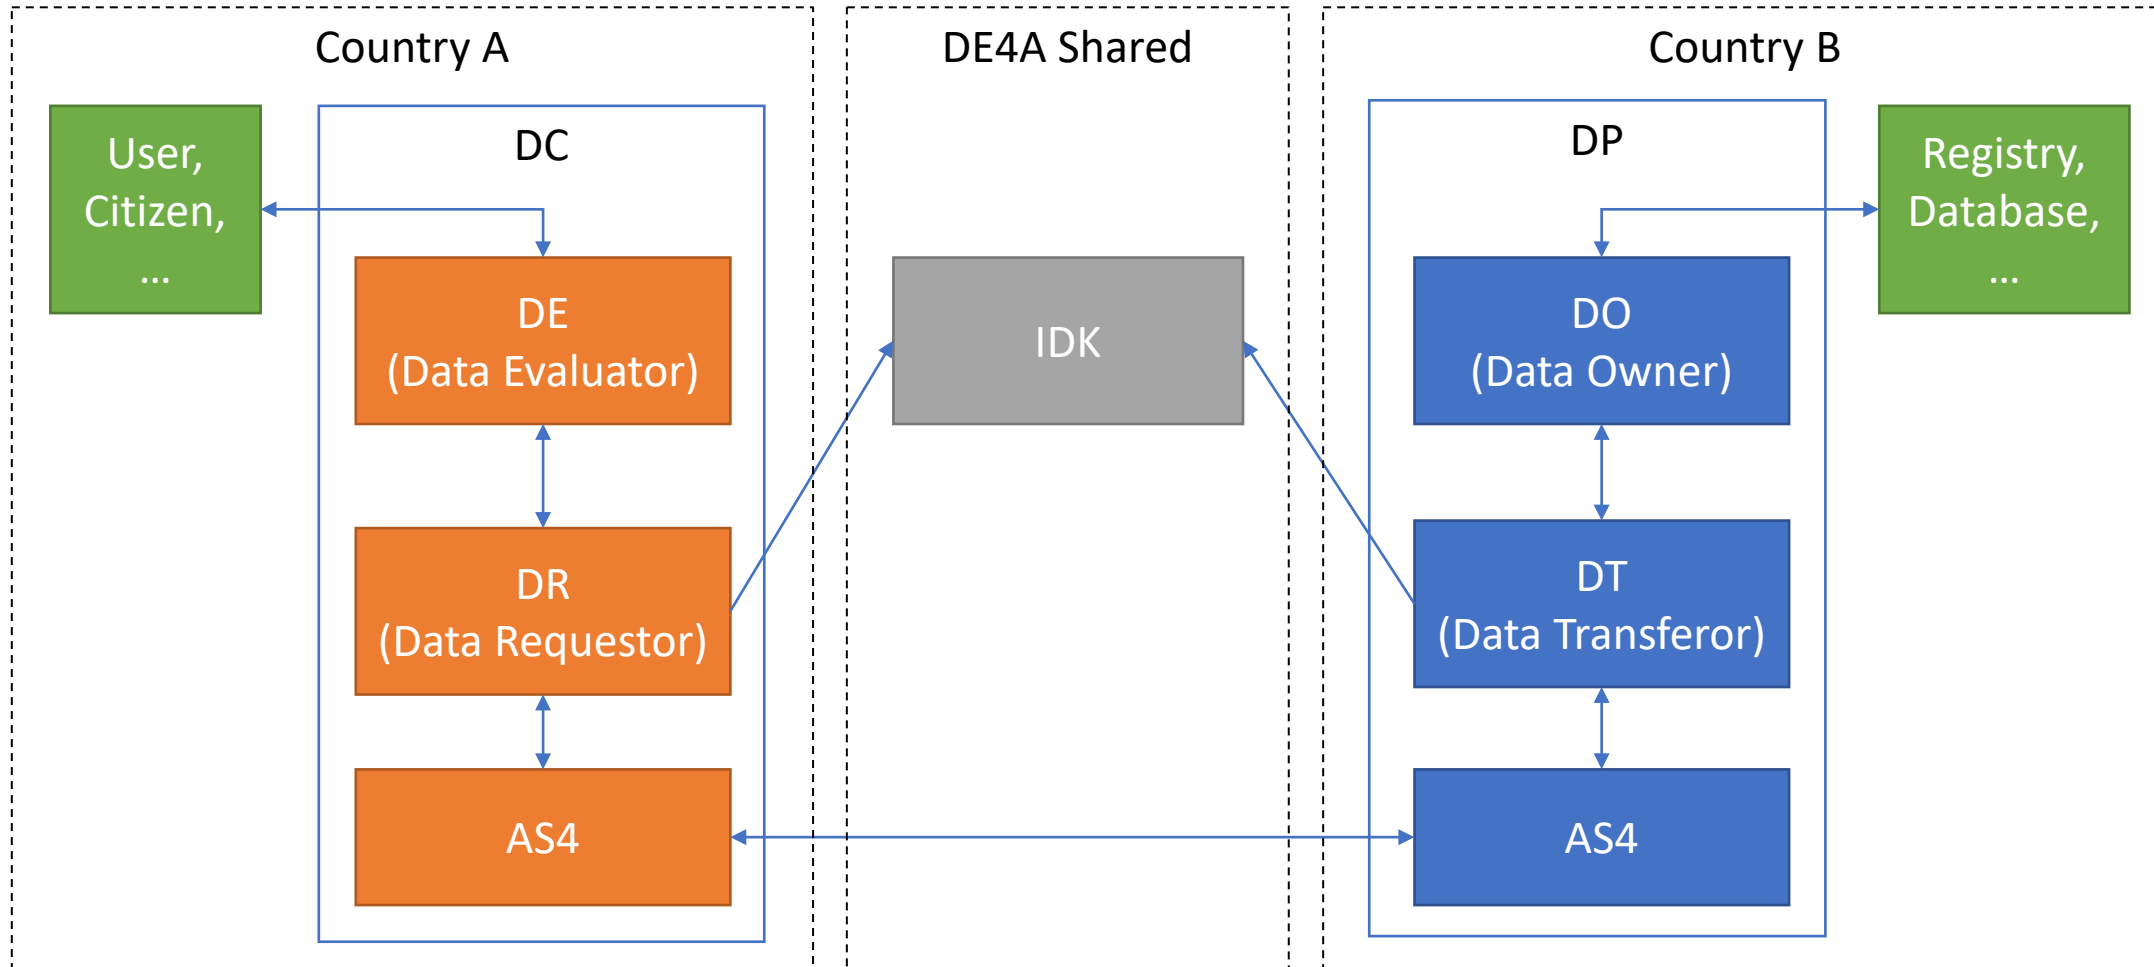 Country A
DE4A Shared
Country B
User,
Citizen,
...
DC
DE
(Data Evaluator)
DR
(Data Requestor)
AS4
IDK
DP
DO
(Data Owner)
DT
(Data Transferor)
AS4
Registry,
Database,
...